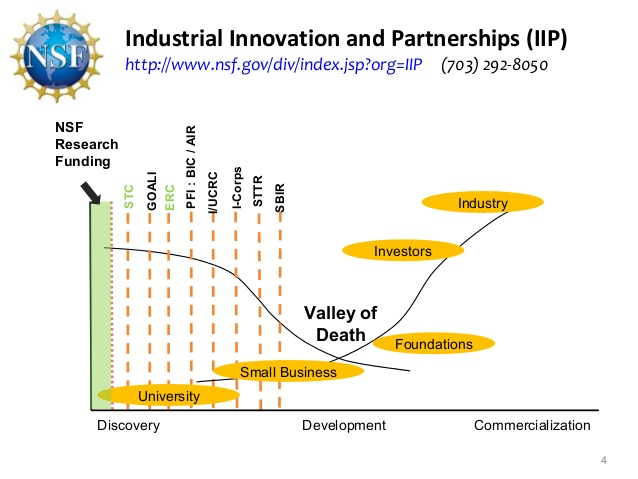 NSF
Industrial Innovation and Partnerships (IIP)
http://www.nsf.gov/div/index.jsp?org=IIP (703) 292-8050
NSF
Research
Funding
STC
GOALI
ERC
PFI : BIC / AIR
I/UCRC
I-Corps
STTR
SBIR
Industry
Investors
Valley of
Death
Foundations
Small Business
University
Discovery
Development
Commercialization
4